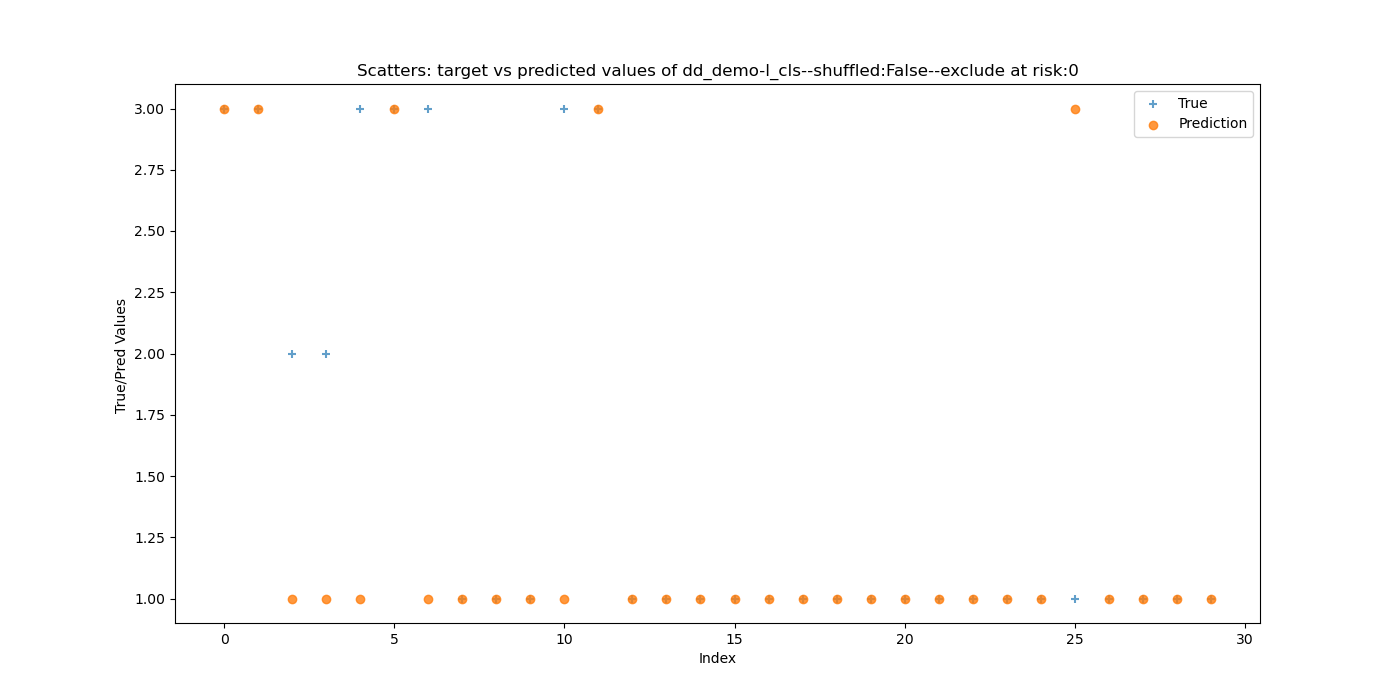 Scatters: target vs predicted values of dd_demo-l_cls--shuffled:False--exclude at risk:0
True
Prediction
3.00
2.75
2.50
2.25
2.00
1.75
1.50
1.25
1.00
True/Pred Values
0 5 10 15 20 25 30
Index